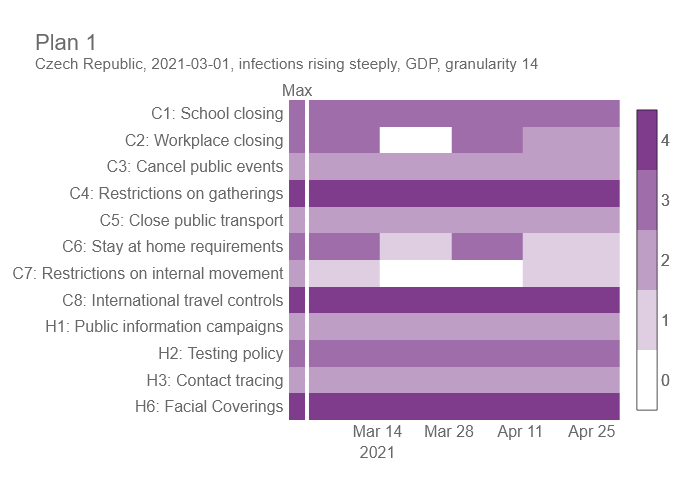 Plan 1
Czech Republic, 2021-03-01, infections rising steeply, GDP, granularity 14
Max
C1: School closing
C2: Workplace closing
C3: Cancel public events
C4: Restrictions on gatherings
C5: Close public transport
C6: Stay at home requirements
C7: Restrictions on internal movement
C8: International travel controls
H1: Public information campaigns
H2: Testing policy
H3: Contact tracing
H6: Facial Coverings
Mar 14 Mar 28 Apr 11 Apr 25
2021
4
3
2
1
0